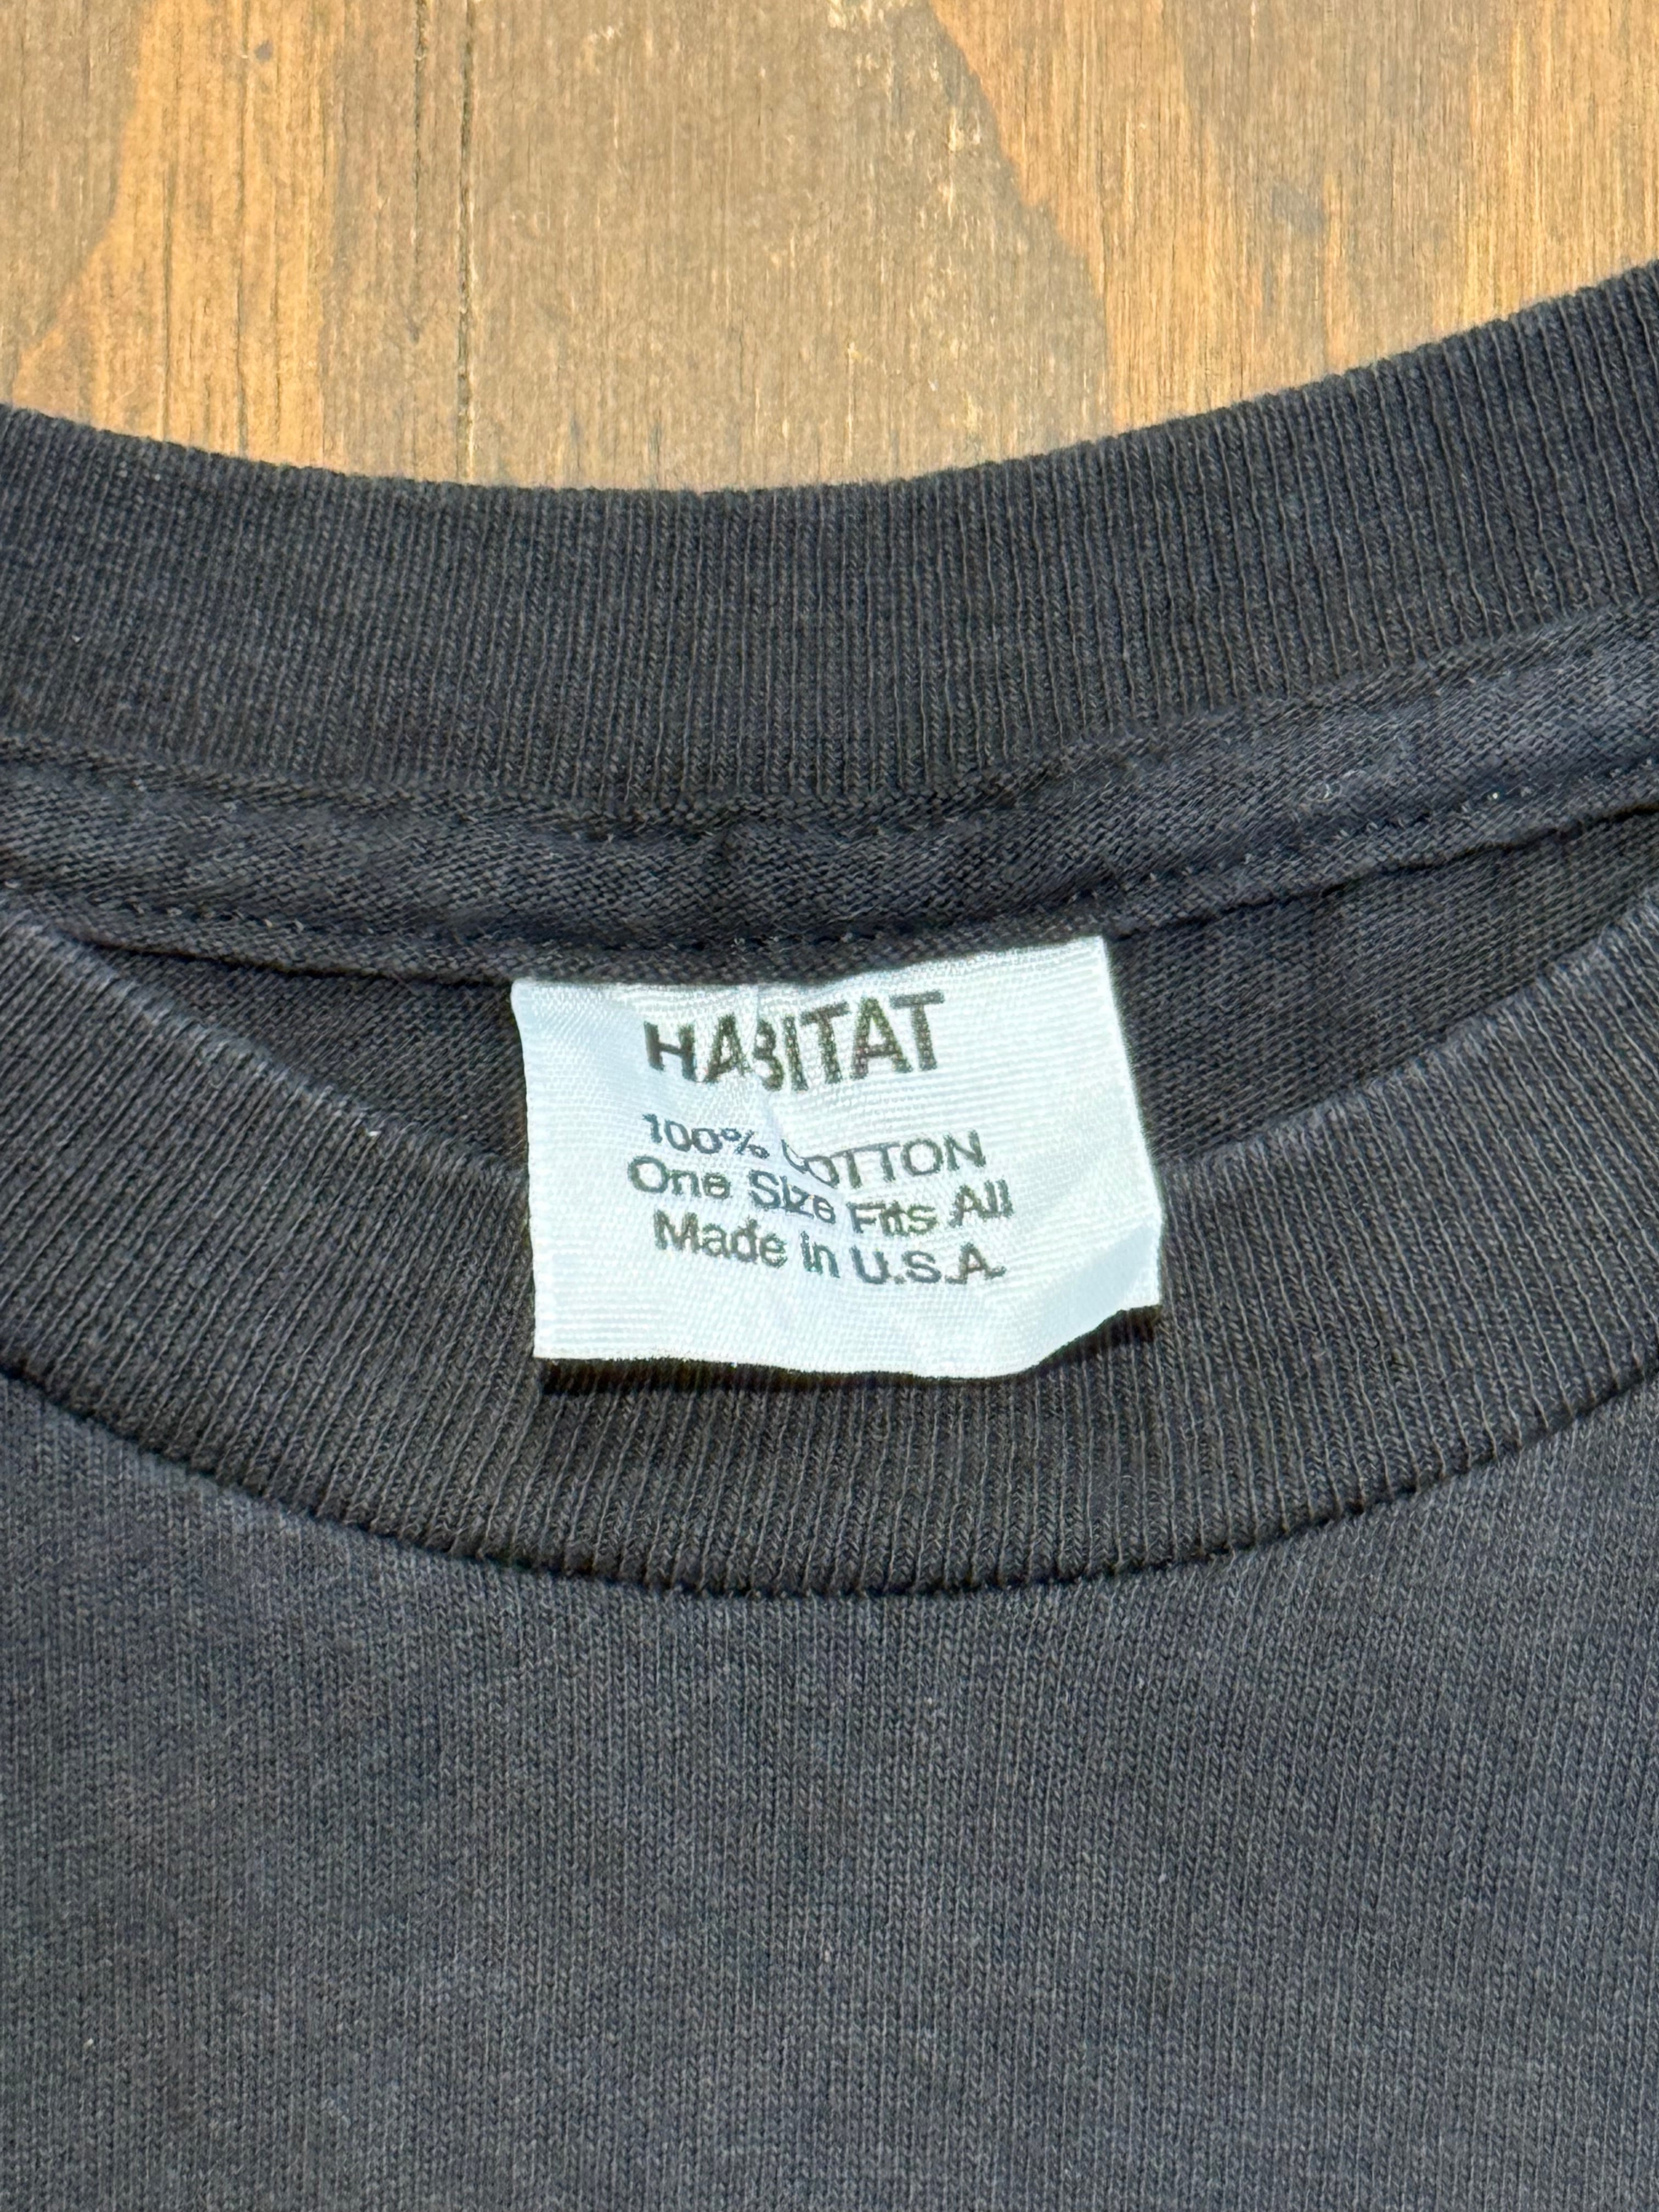 HABITAT
100% COTTON
One Size Fits All
Made in U.S.A.